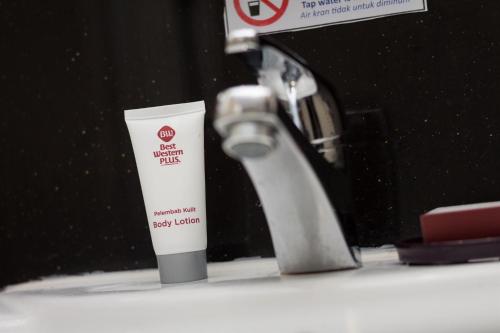 Tap water
Air kran tidak untuk diminum
BW
Best
Western
PLUS.
Pelembab Kulit
Body Lotion